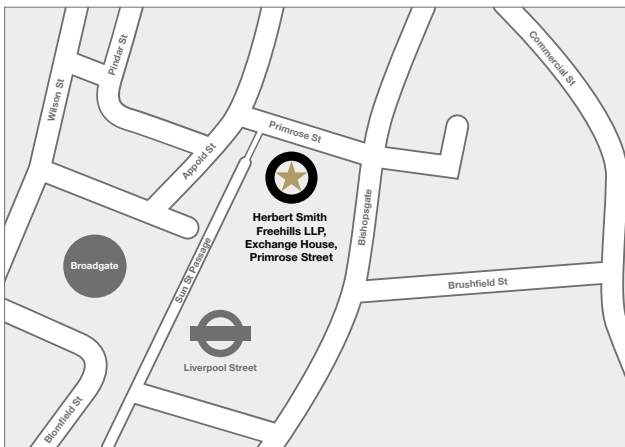 Pindar St
Commercial St
Wilson St
Primrose St
Appold St
Herbert Smith
Freehills LLP,
Exchange House,
Primrose Street
Bishopsgate
Broadgate
Sun St Passage
Brushfield St
Liverpool Street
Blomfield St